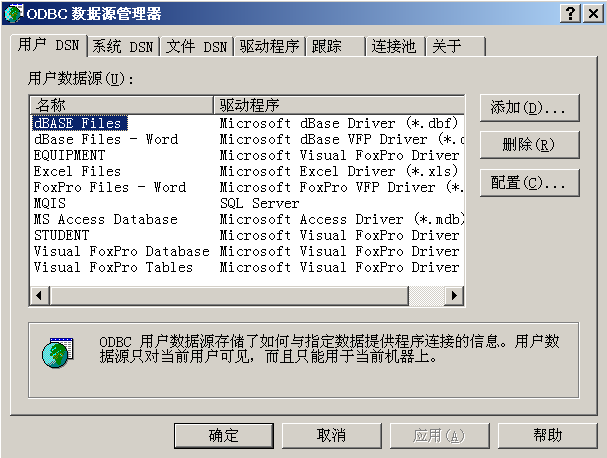 ODBC 数据源管理器
用户 DSN 系统 DSN 文件 DSN 驱动程序 跟踪 连接池 关于
用户数据源(U):
名称 驱动程序
dBASE Files Microsoft dBase Driver (*.dbf)
dBase Files - Word Microsoft dBase VFP Driver (*.d
EQUIPMENT Microsoft Visual FoxPro Driver
Excel Files Microsoft Excel Driver (*.xls)
FoxPro Files - Word Microsoft FoxPro VFP Driver (*.
MQIS SQL Server
MS Access Database Microsoft Access Driver (*.mdb)
STUDENT Microsoft Visual FoxPro Driver
Visual FoxPro Database Microsoft Visual FoxPro Driver
Visual FoxPro Tables Microsoft Visual FoxPro Driver
添加(D)...
删除(R)
配置(C)...
ODBC 用户数据源存储了如何与指定数据提供程序连接的信息。用户数
据源只对当前用户可见，而且只能用于当前机器上。
确定 取消 应用(A) 帮助